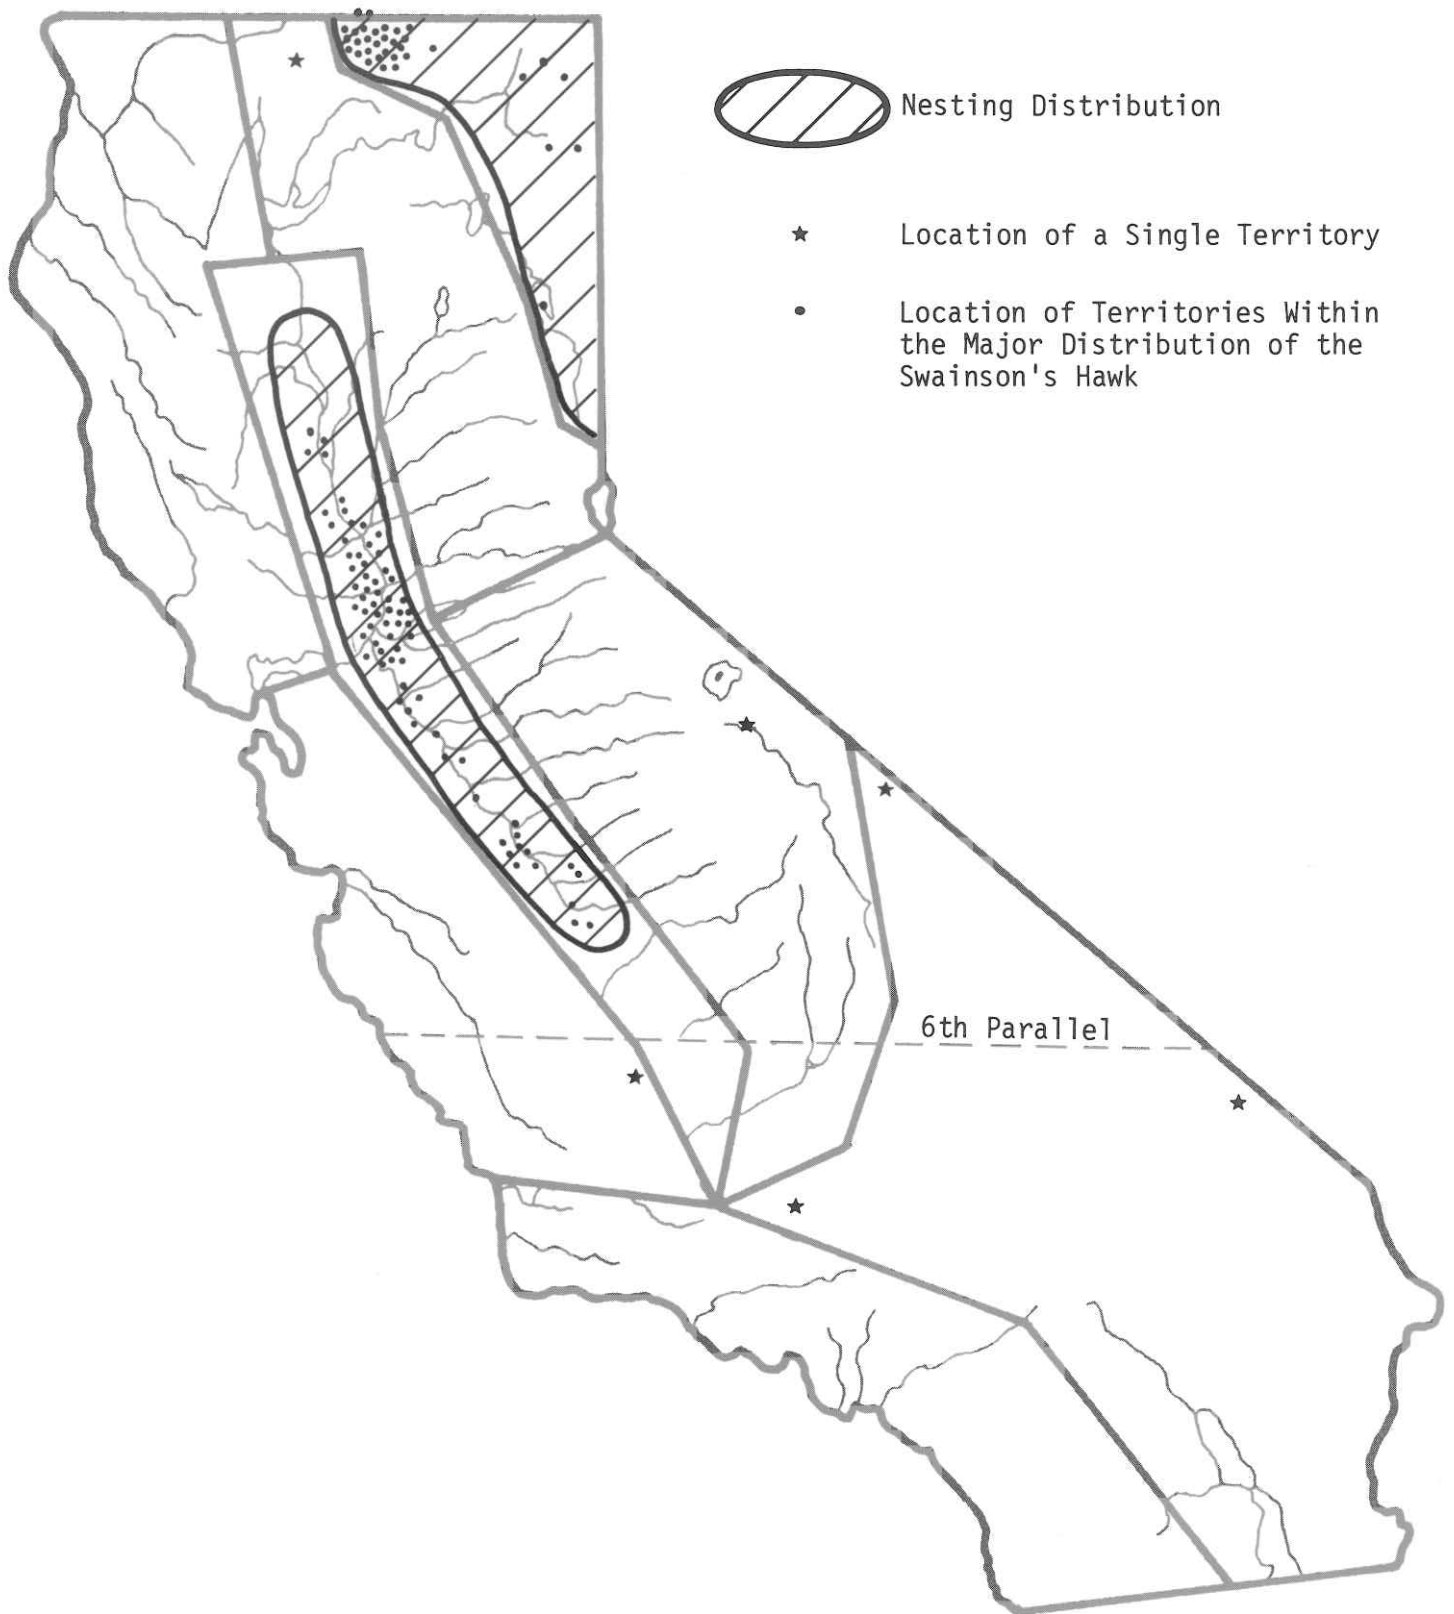 Nesting Distribution
Location of a Single Territory
Location of Territories Within
the Major Distribution of the
Swainson's Hawk
6th Parallel